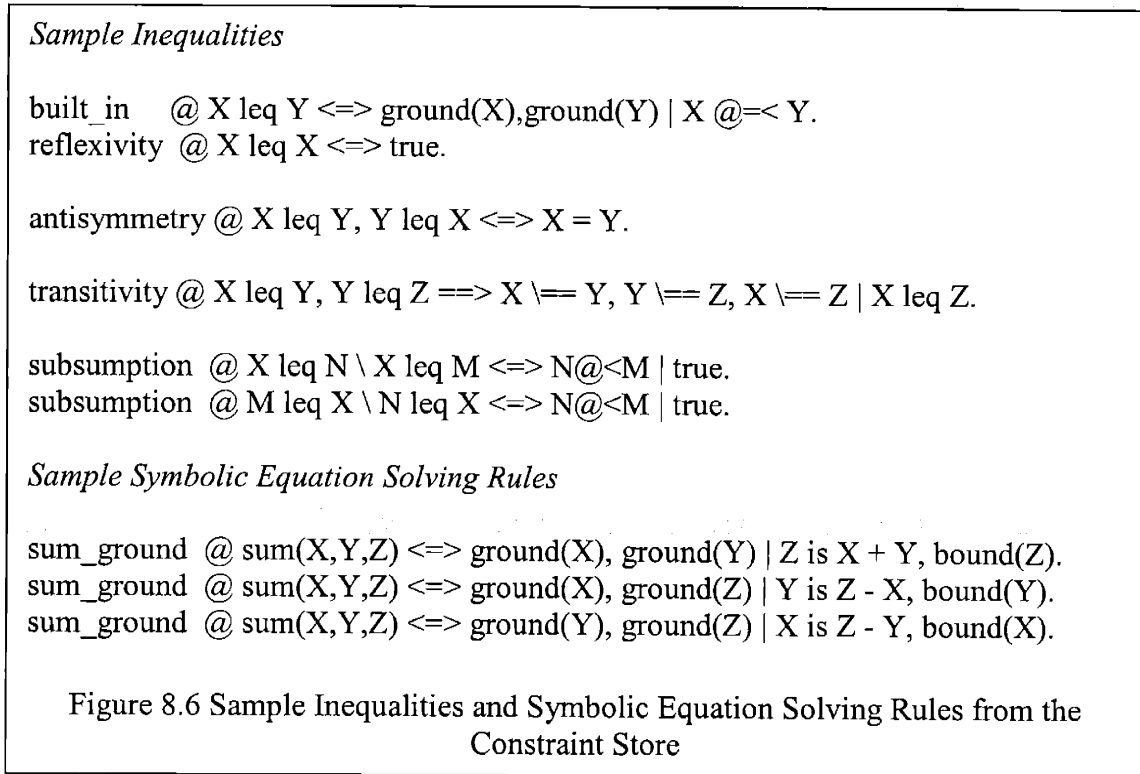 Sample Inequalities
built_in @ X leq Y <=> ground(X),ground(Y) | X @=< Y.
reflexivity @ X leq X <=> true.
antisymmetry @ X leq Y, Y leq X <=> X = Y.
transitivity @ X leq Y, Y leq Z ==> X \== Y, Y \== Z, X \== Z | X leq Z.
subsumption @ X leq N \ X leq M <=> N@<M | true.
subsumption @ M leq X \ N leq X <=> N@<M | true.
Sample Symbolic Equation Solving Rules
sum_ground @ sum(X,Y,Z) <=> ground(X), ground(Y) | Z is X + Y, bound(Z).
sum_ground @ sum(X,Y,Z) <=> ground(X), ground(Z) | Y is Z - X, bound(Y).
sum_ground @ sum(X,Y,Z) <=> ground(Y), ground(Z) | X is Z - Y, bound(X).
Figure 8.6 Sample Inequalities and Symbolic Equation Solving Rules from the
Constraint Store